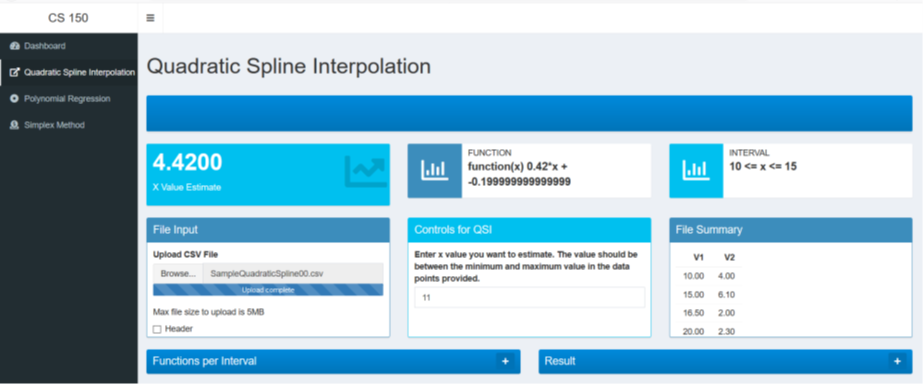 CS 150
Dashboard
Quadratic Spline Interpolation
Polynomial Regression
Simplex Method
Quadratic Spline Interpolation
4.4200
X Value Estimate
FUNCTION
function(x) 0.42*x +
-0.199999999999999
INTERVAL
10 <= x <= 15
File Input
Upload CSV File
Browse... SampleQuadraticSpline00.csv
Upload complete
Max file size to upload is 5MB
Header
Controls for QSI
Enter x value you want to estimate. The value should be
between the minimum and maximum value in the data
points provided.
11
File Summary
V1 V2
10.00 4.00
15.00 6.10
16.50 2.00
20.00 2.30
Functions per Interval +
Result +